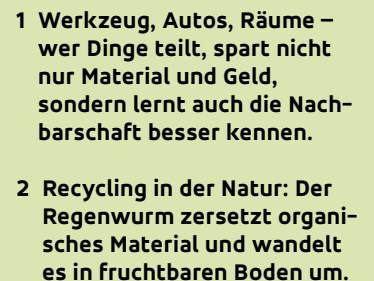 1 Werkzeug, Autos, Räume –
wer Dinge teilt, spart nicht
nur Material und Geld,
sondern lernt auch die Nach-
barschaft besser kennen.
2 Recycling in der Natur: Der
Regenwurm zersetzt organi-
sches Material und wandelt
es in fruchtbaren Boden um.